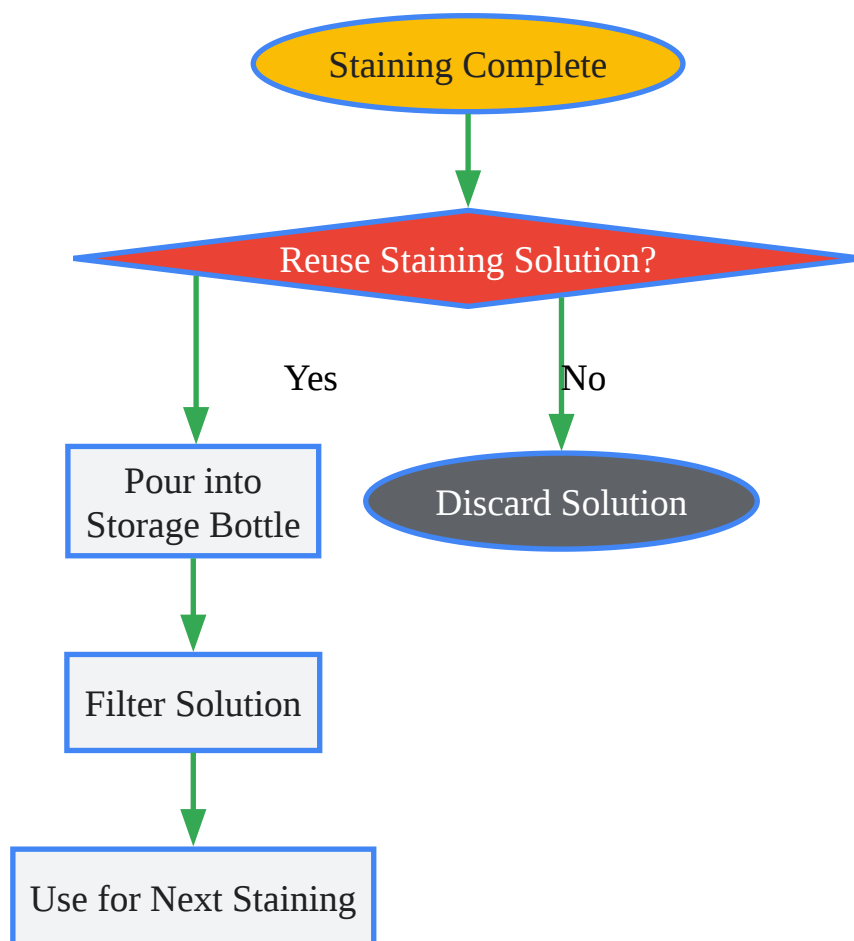 Staining Complete
Reuse Staining Solution?
Yes
No
Pour into
Storage Bottle
Discard Solution
Filter Solution
Use for Next Staining